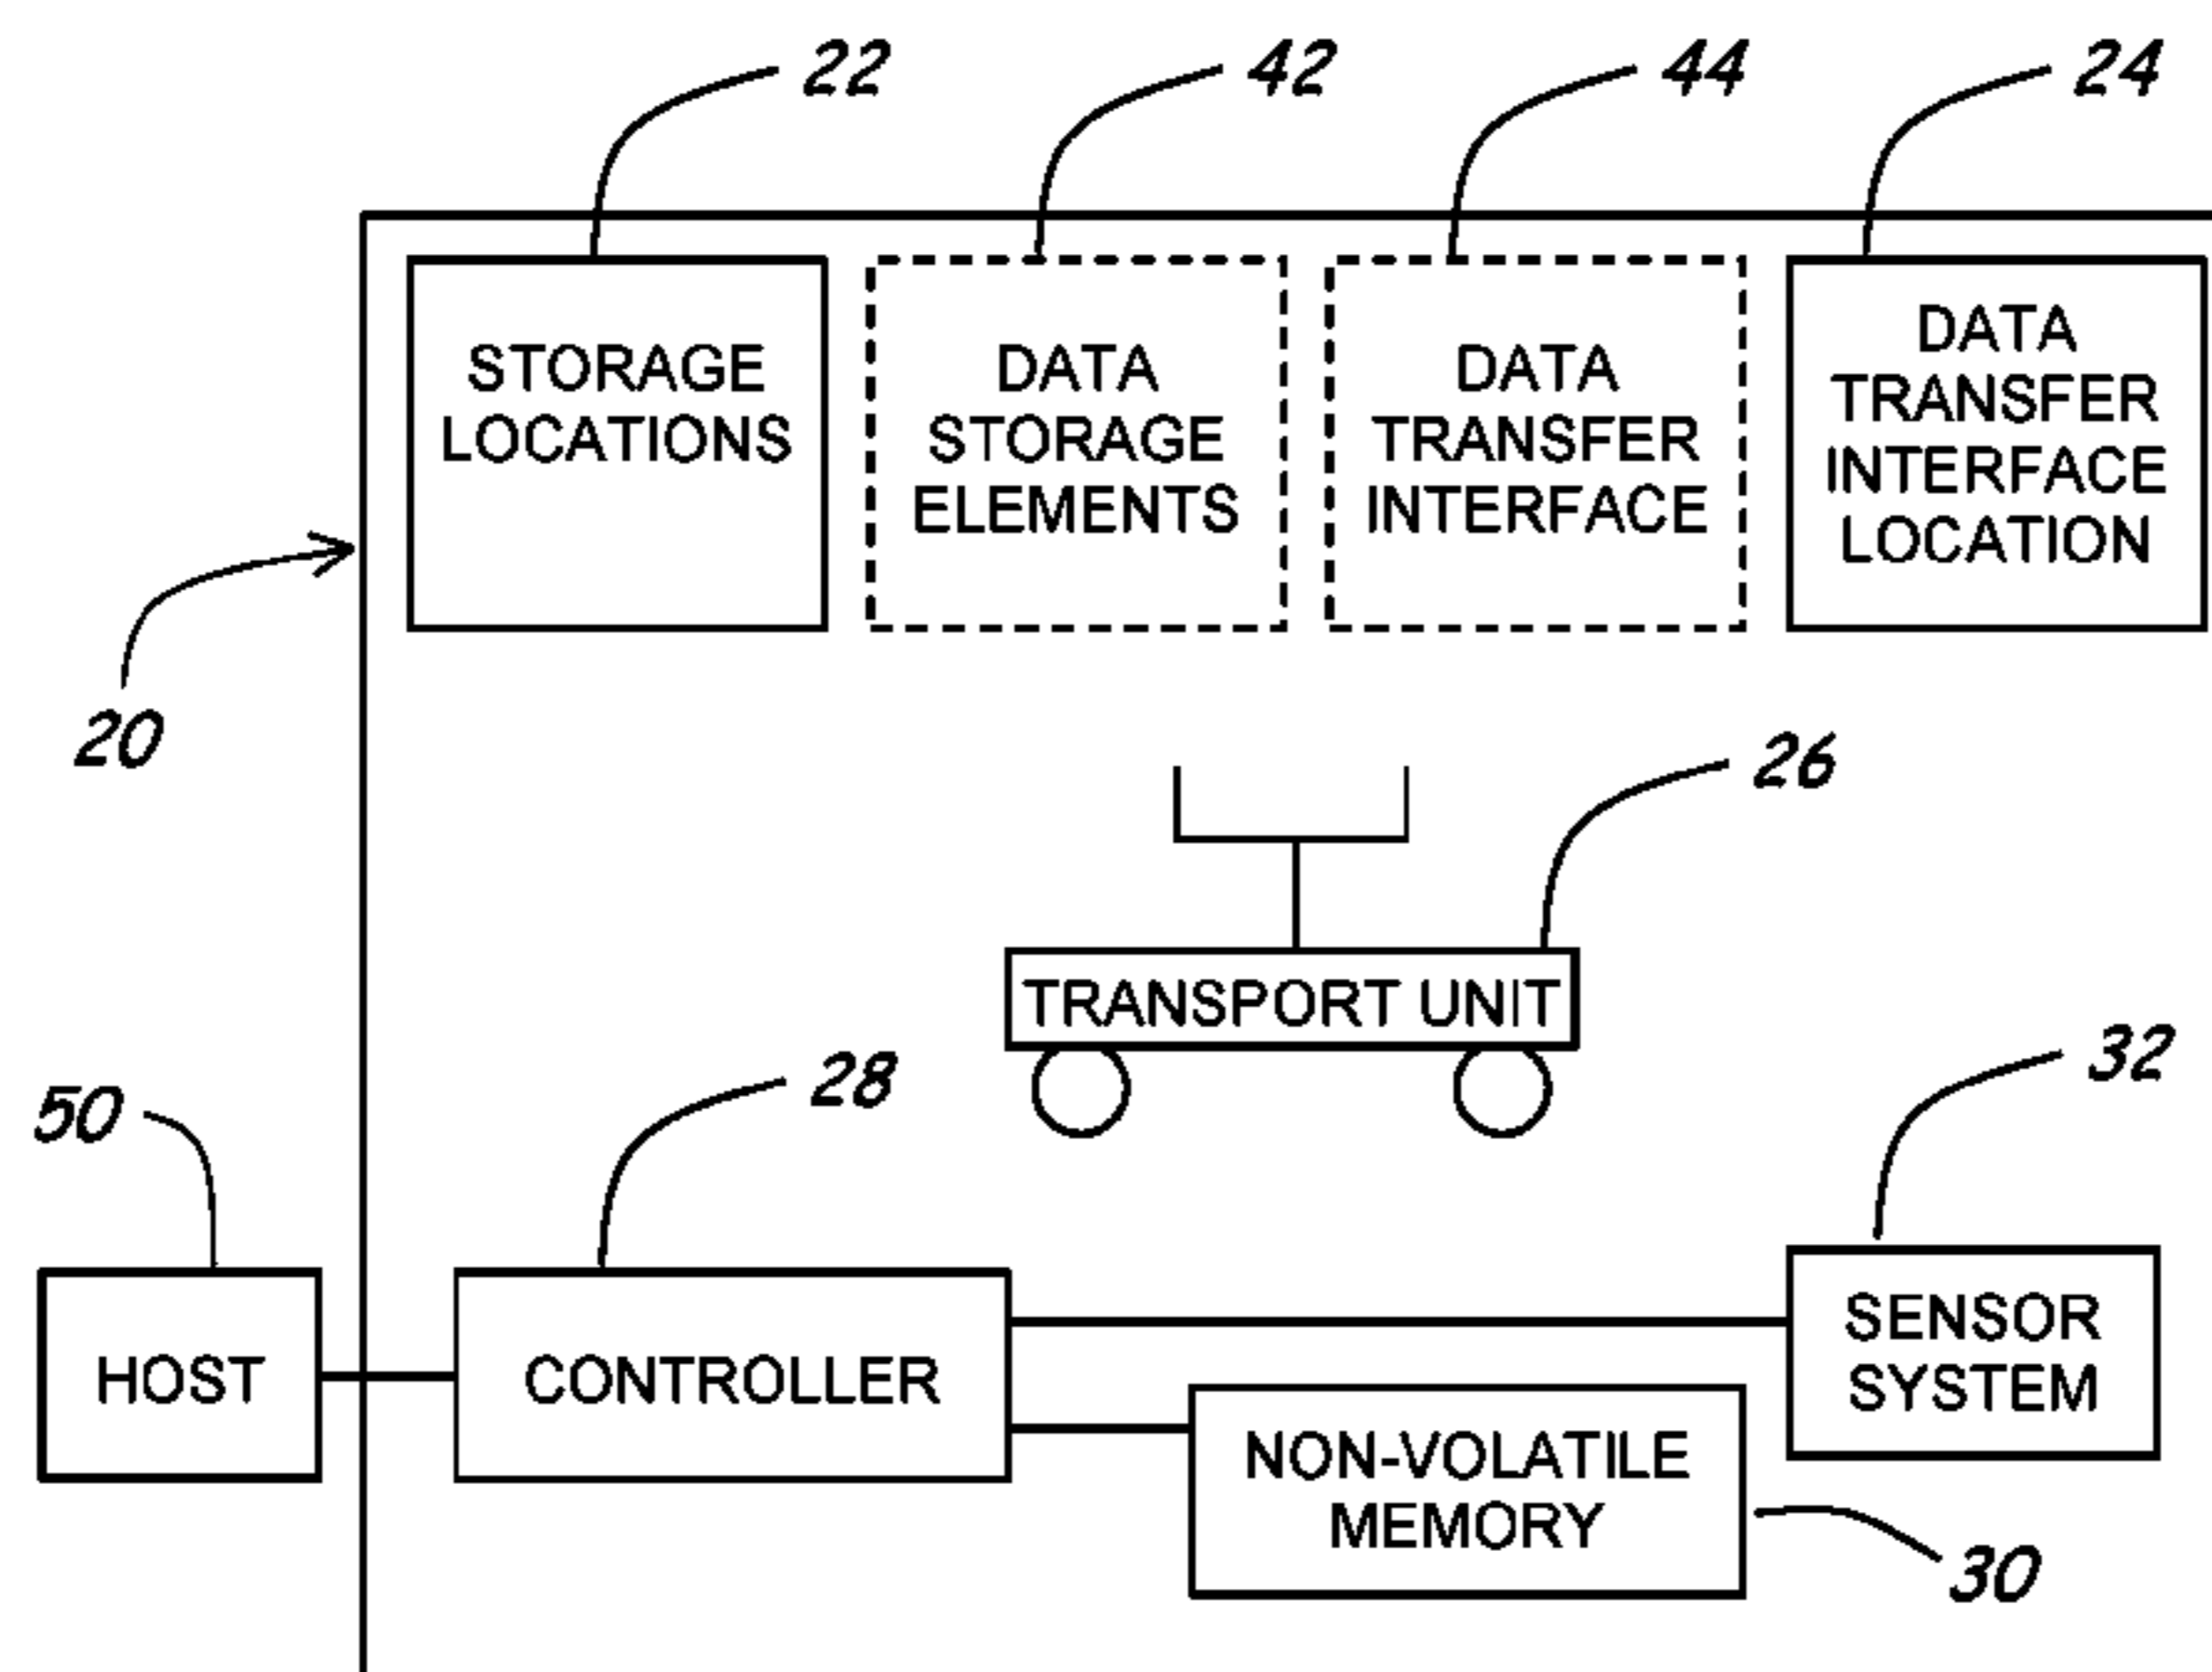 22
42
44
24
STORAGE
LOCATIONS
DATA
STORAGE
ELEMENTS
DATA
TRANSFER
INTERFACE
DATA
TRANSFER
INTERFACE
LOCATION
20
26
TRANSPORT UNIT
50
28
32
HOST
CONTROLLER
SENSOR
SYSTEM
NON-VOLATILE
MEMORY
30